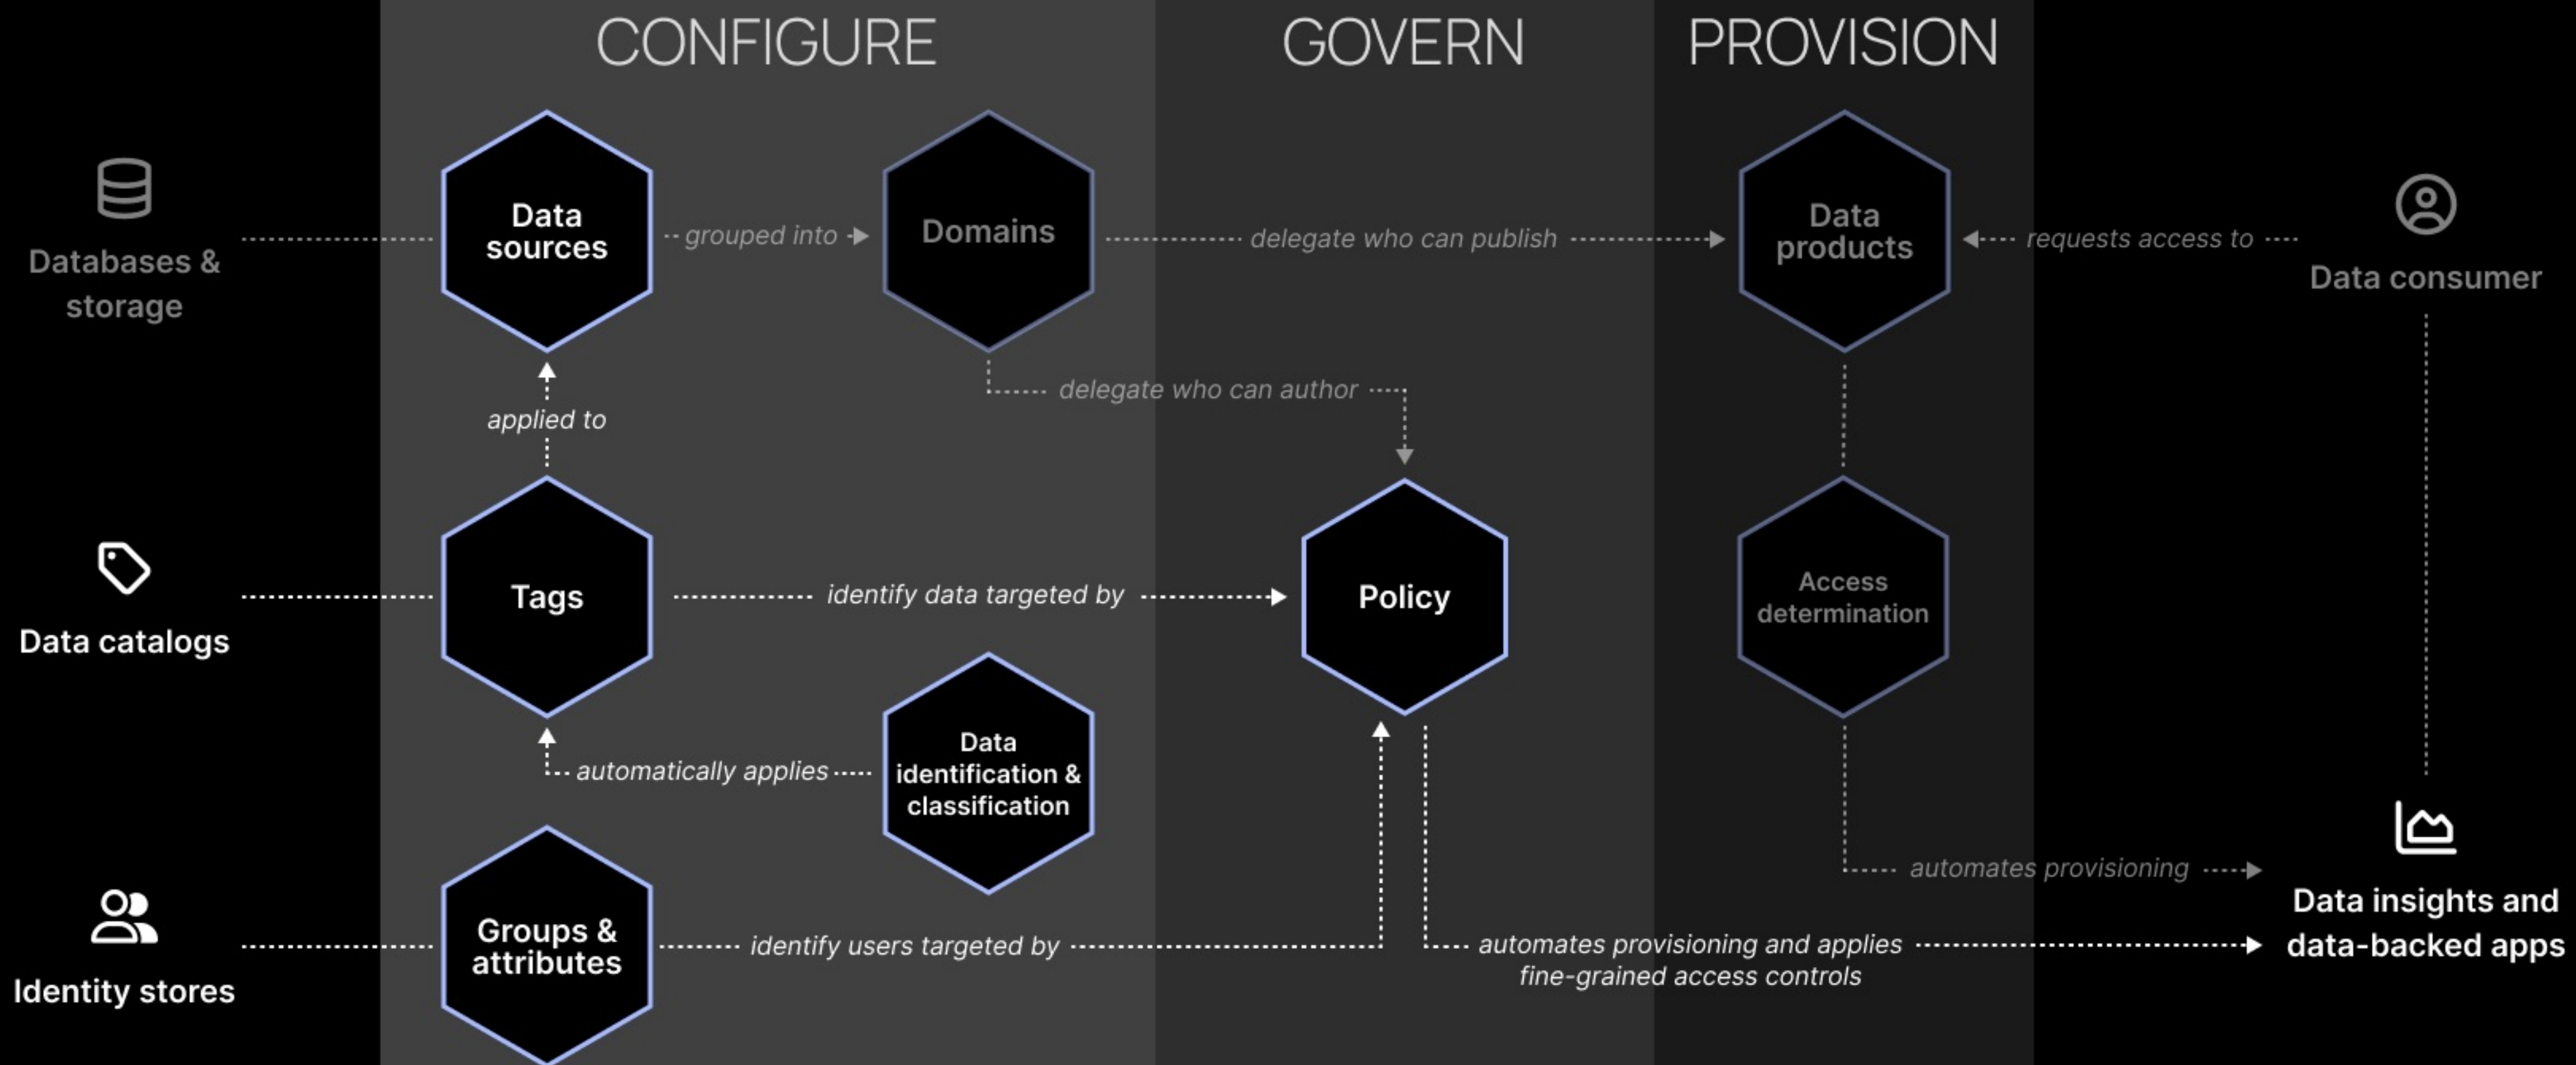 CONFIGURE
GOVERN
PROVISION
Databases &
storage
Data
sources
grouped into
Domains
delegate who can publish
Data
products
requests access to
Data consumer
delegate who can author
applied to
Data catalogs
Tags
identify data targeted by
Policy
Access
determination
automatically applies
Data
identification &
classification
Identity stores
Groups &
attributes
identify users targeted by
automates provisioning
automates provisioning and applies
fine-grained access controls
Data insights and
data-backed apps